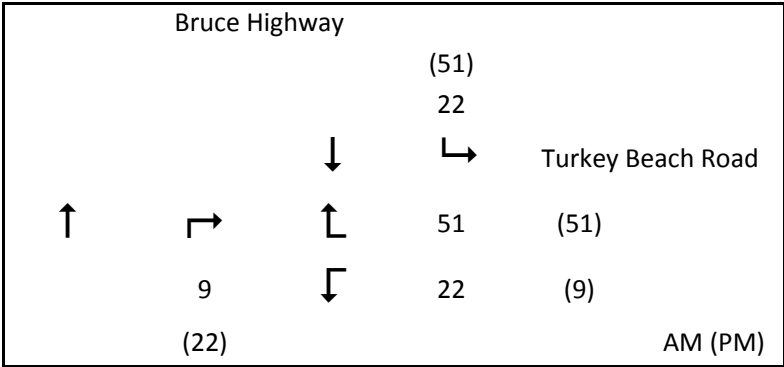 Bruce Highway
(51)
22
Turkey Beach Road
51 (51)
9 22 (9)
(22) AM (PM)